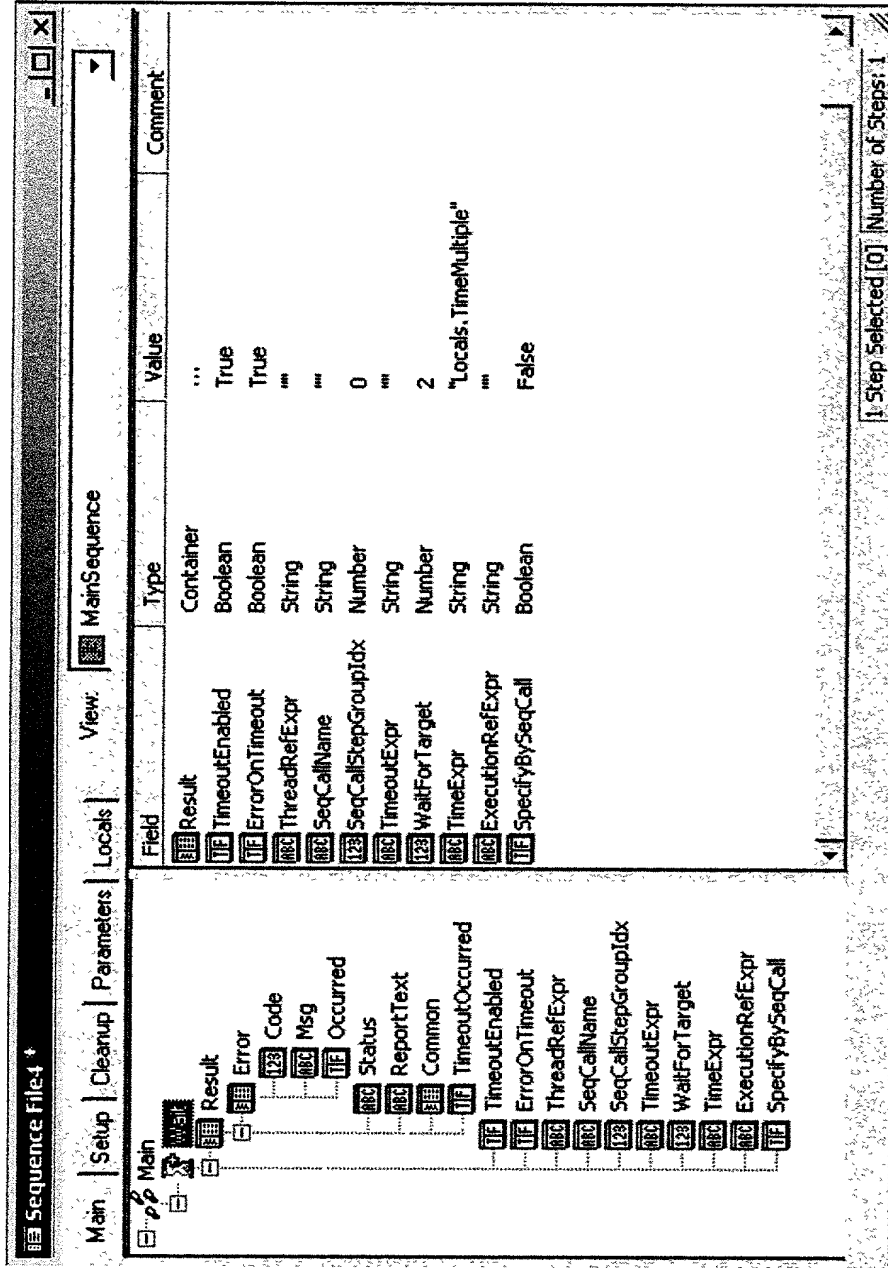 Sequence File4 *
Main Setup Cleanup Parameters Locals View: MainSequence
Main
Wait
Result
Error
Code
Msg
Occurred
Status
ReportText
Common
TimeoutOccurred
TimeoutEnabled
ErrorOnTimeout
ThreadRefExpr
SeqCallName
SeqCallStepGroupIdx
TimeoutExpr
WaitForTarget
TimeExpr
ExecutionRefExpr
SpecifyBySeqCall
Field Type Value Comment
Result Container ...
TimeoutEnabled Boolean True
ErrorOnTimeout Boolean True
ThreadRefExpr String ""
SeqCallName String ""
SeqCallStepGroupIdx Number 0
TimeoutExpr String ""
WaitForTarget Number 2
TimeExpr String "Locals.TimeMultiple"
ExecutionRefExpr String ""
SpecifyBySeqCall Boolean False
1 Step Selected [0] Number of Steps: 1